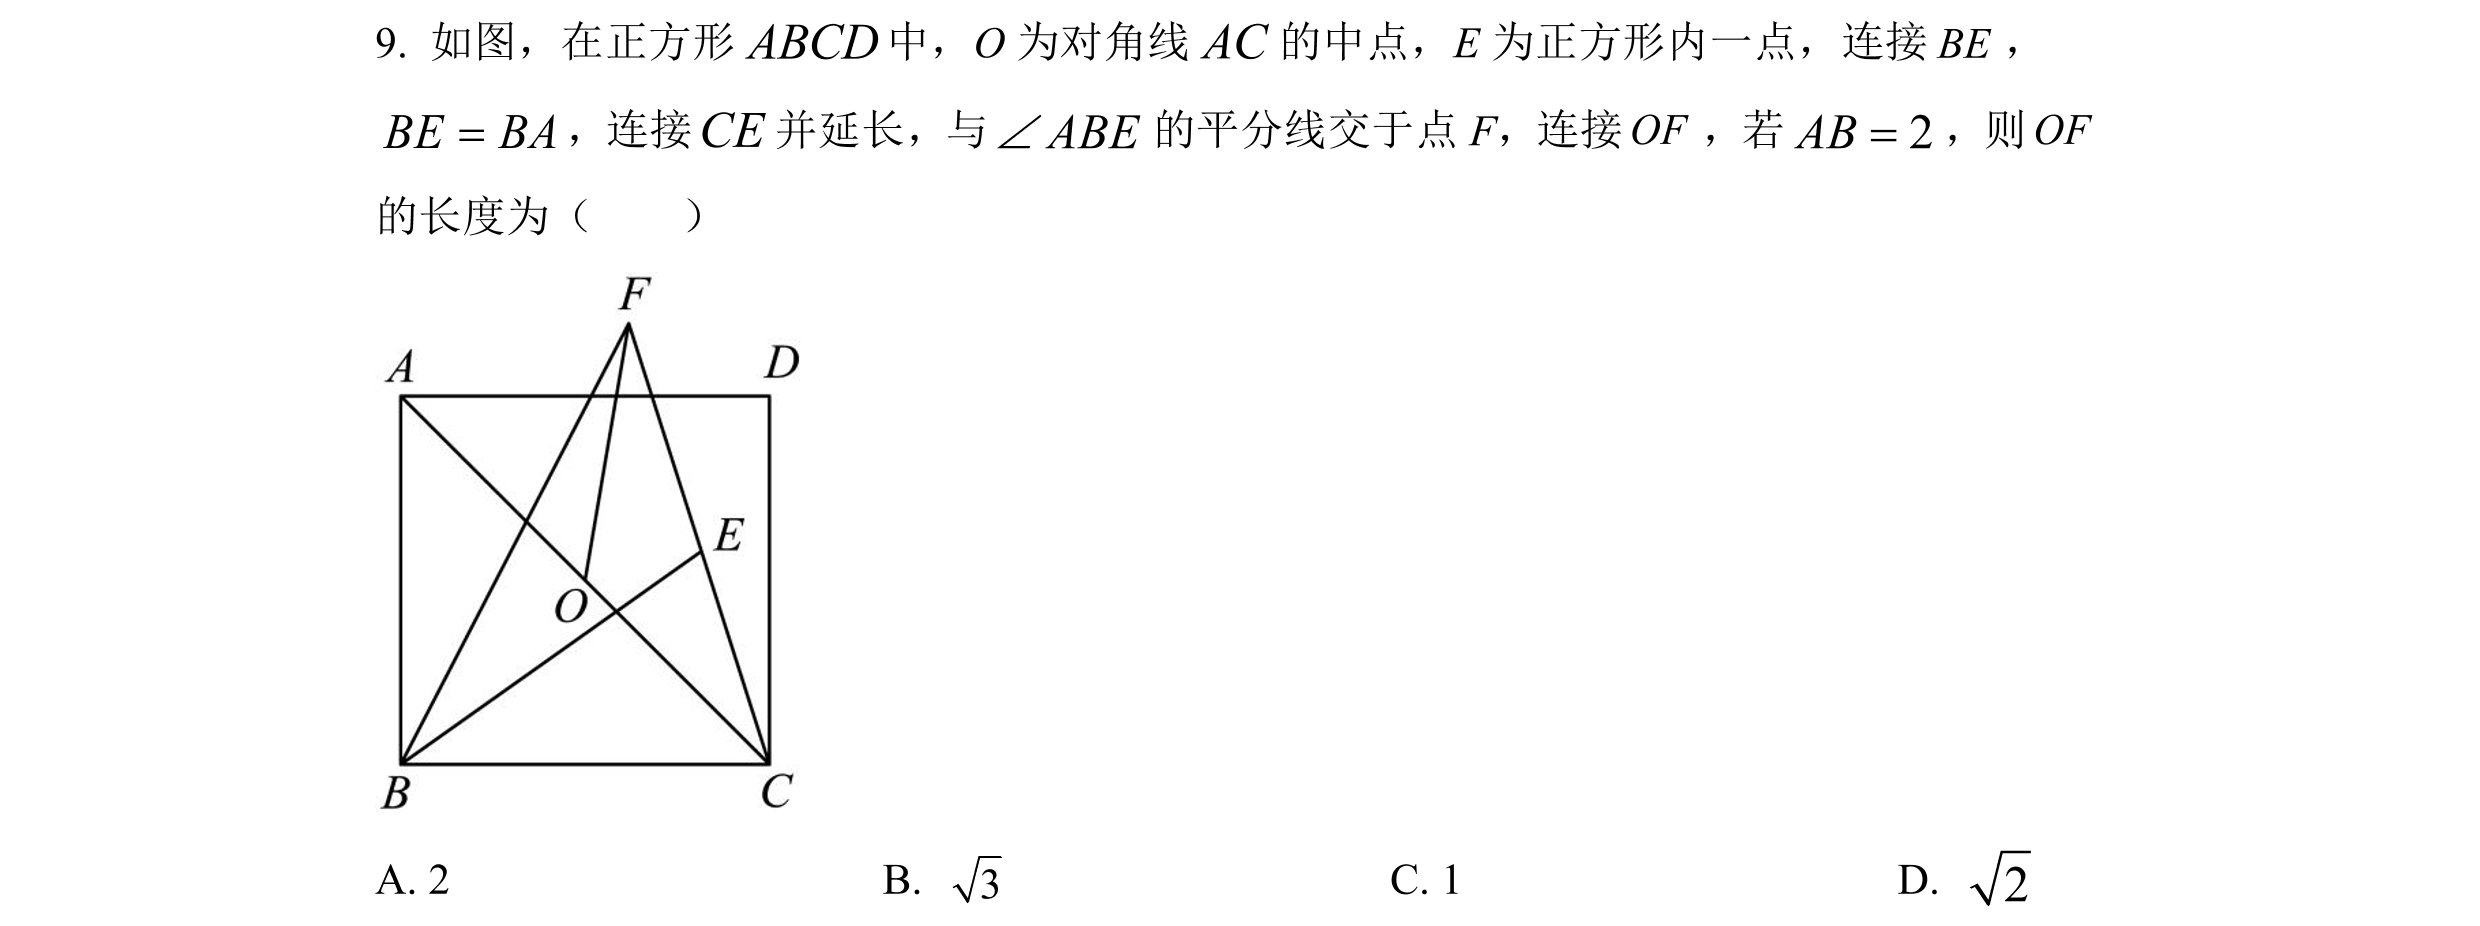 9. 如图，在正方形 ABCD 中，O 为对角线 AC 的中点，E 为正方形内一点，连接 BE，
BE = BA，连接 CE 并延长，与 ∠ABE 的平分线交于点 F，连接 OF，若 AB = 2，则 OF
的长度为（　　）
F
A
D
E
O
B
C
A. 2 B. √3 C. 1 D. √2